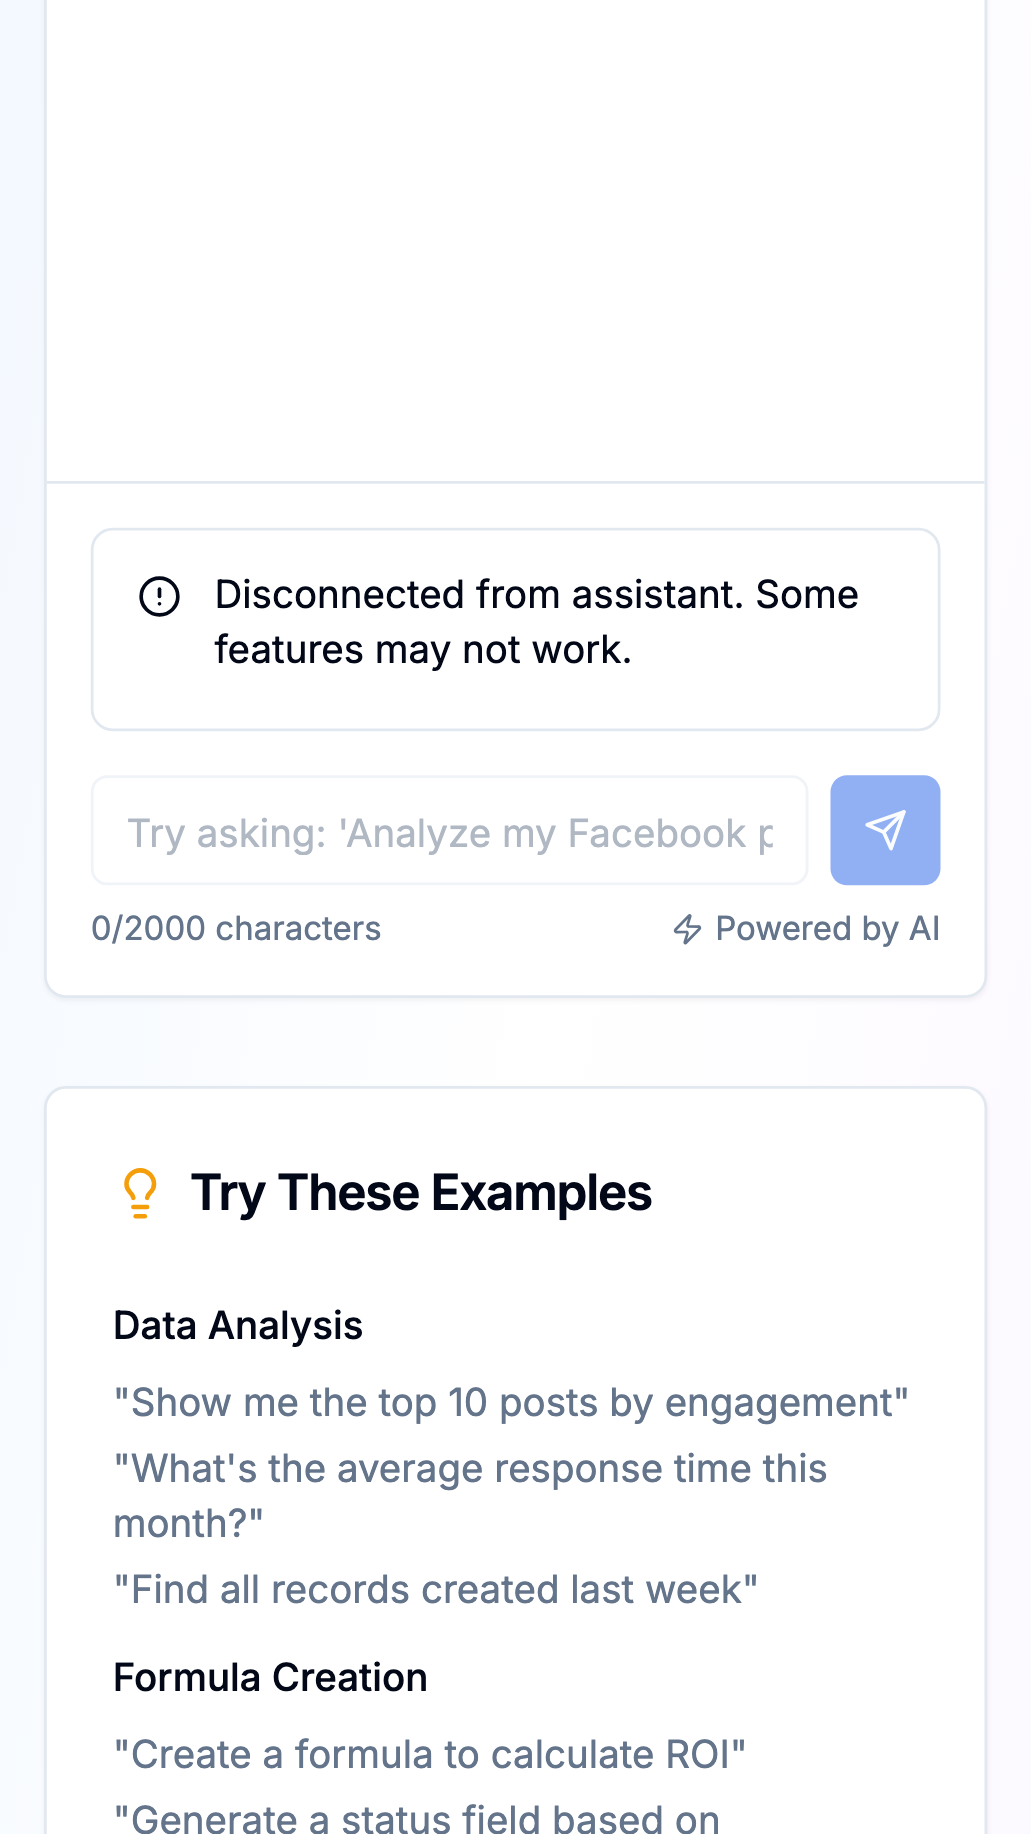 Disconnected from assistant. Some
features may not work.
Try asking: 'Analyze my Facebook p
0/2000 characters
Powered by AI
Try These Examples
Data Analysis
"Show me the top 10 posts by engagement"
"What's the average response time this
month?"
"Find all records created last week"
Formula Creation
"Create a formula to calculate ROI"
"Generate a status field based on